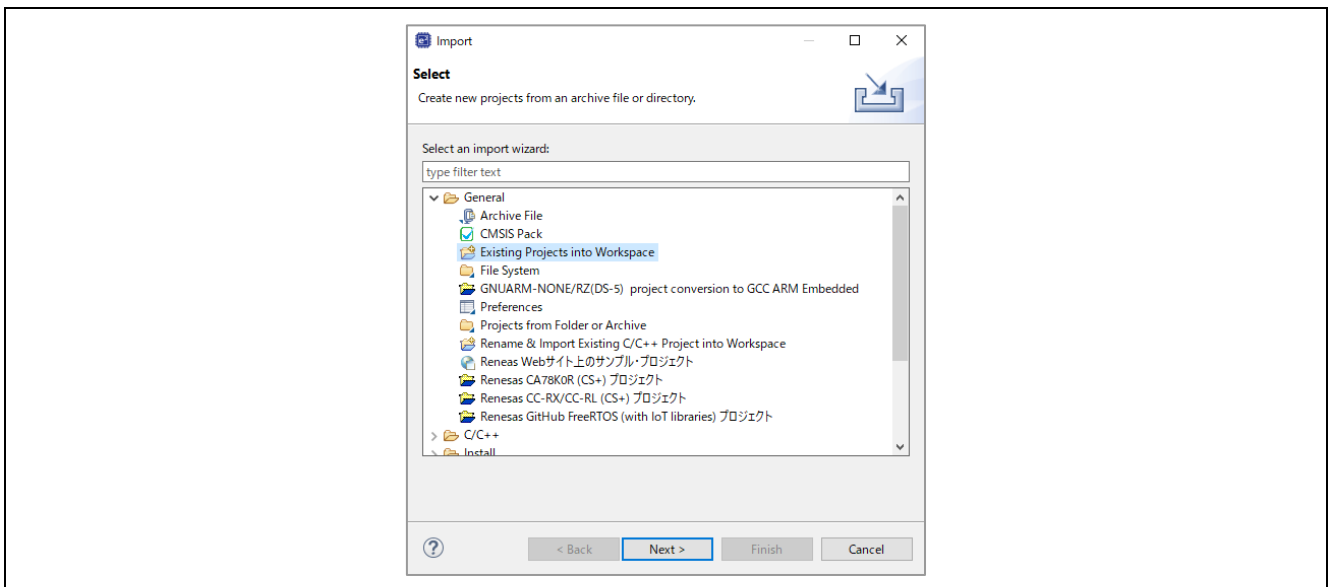 Import
Select
Create new projects from an archive file or directory.
Select an import wizard:
type filter text
General
Archive File
CMSIS Pack
Existing Projects into Workspace
File System
GNUARM-NONE/RZ(DS-5) project conversion to GCC ARM Embedded
Preferences
Projects from Folder or Archive
Rename & Import Existing C/C++ Project into Workspace
Reneas Webサイト上のサンプル・プロジェクト
Renesas CA78K0R (CS+) プロジェクト
Renesas CC-RX/CC-RL (CS+) プロジェクト
Renesas GitHub FreeRTOS (with IoT libraries) プロジェクト
C/C++
Install
?
< Back Next > Finish Cancel